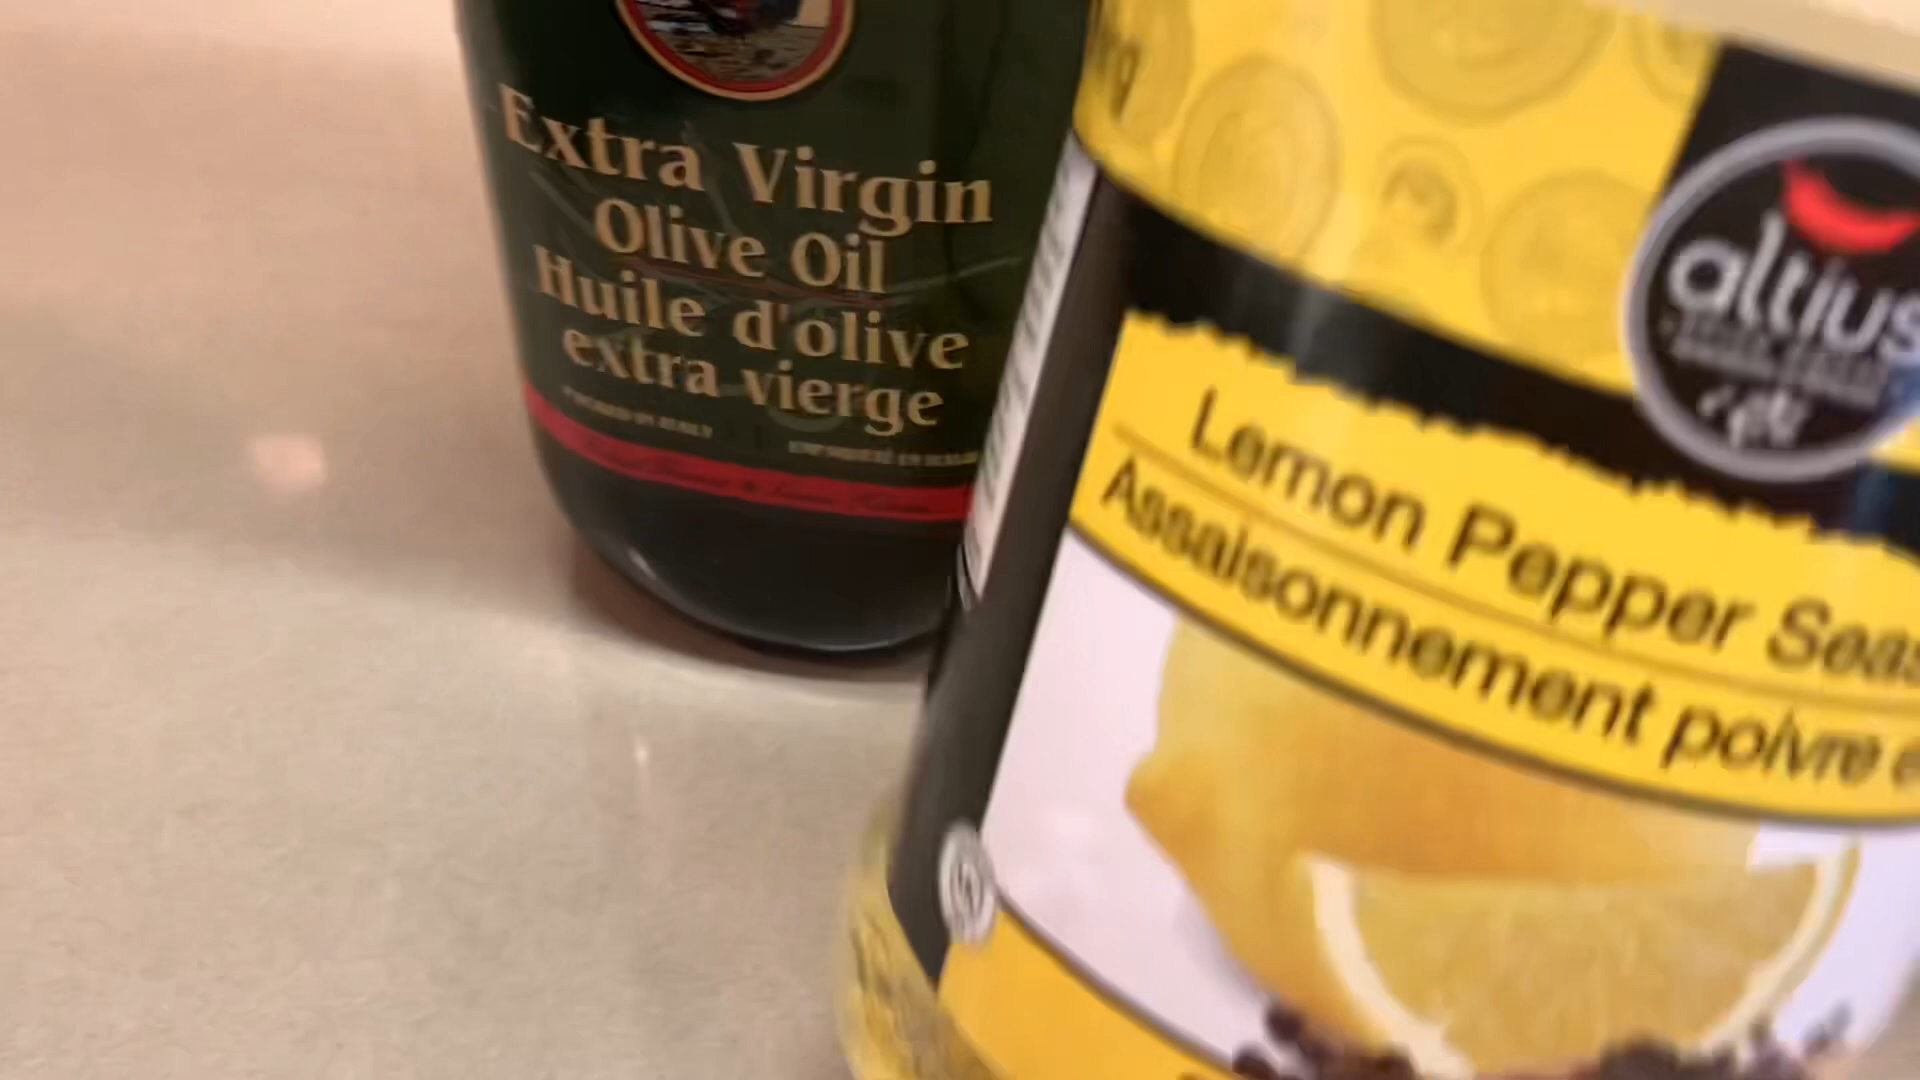 Extra Virgin
Olive Oil
Huile d'olive
extra vierge
altius
Lemon Pepper Seas
Assaisonnement poivre e